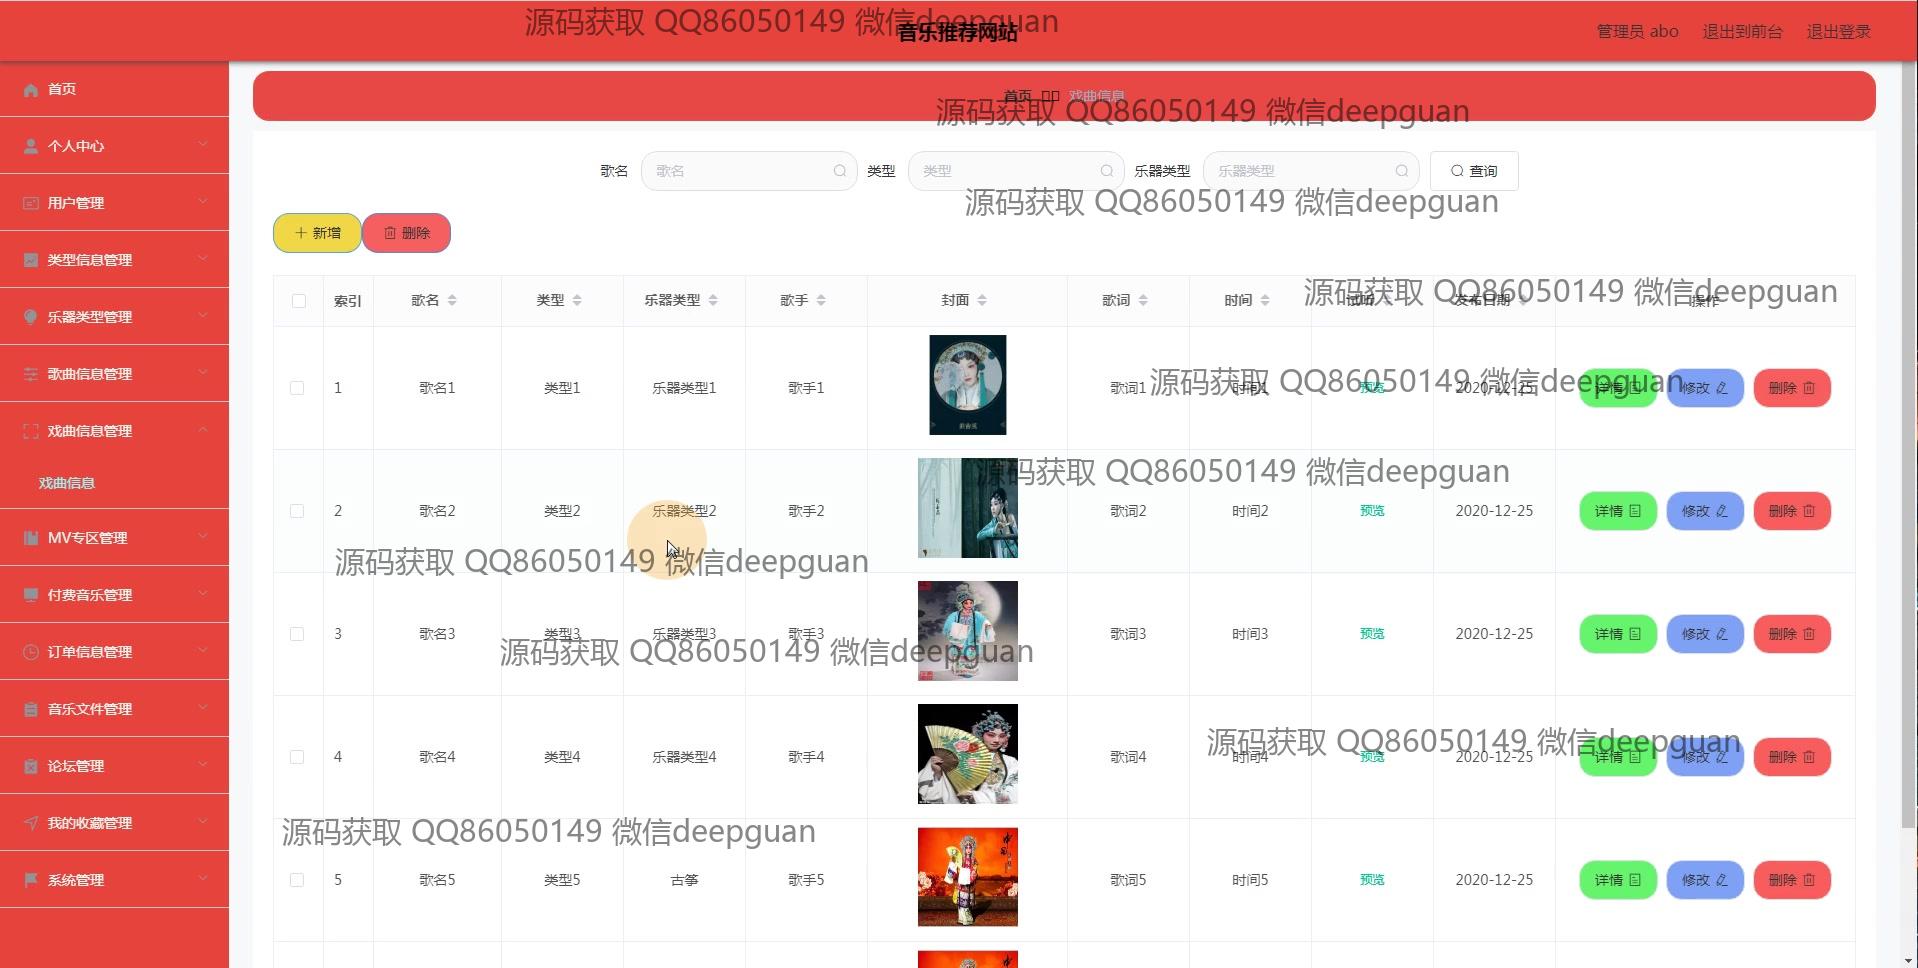 源码获取 QQ86050149 微信deepguan
音乐推荐网站
管理员 abo 退出到前台 退出登录
首页
个人中心
用户管理
类型信息管理
乐器类型管理
歌曲信息管理
戏曲信息管理
戏曲信息
MV专区管理
付费音乐管理
订单信息管理
音乐文件管理
论坛管理
我的收藏管理
系统管理
首页 戏曲信息
源码获取 QQ86050149 微信deepguan
歌名 歌名 类型 类型 乐器类型 乐器类型 查询
源码获取 QQ86050149 微信deepguan
新增 删除
索引 歌名 类型 乐器类型 歌手 封面 歌词 时间 试听 发布日期 操作
源码获取 QQ86050149 微信deepguan
1 歌名1 类型1 乐器类型1 歌手1 歌词1 时间1 预览 2020-12-25 详情 修改 删除
源码获取 QQ86050149 微信deepguan
源码获取 QQ86050149 微信deepguan
2 歌名2 类型2 乐器类型2 歌手2 歌词2 时间2 预览 2020-12-25 详情 修改 删除
源码获取 QQ86050149 微信deepguan
3 歌名3 类型3 乐器类型3 歌手3 歌词3 时间3 预览 2020-12-25 详情 修改 删除
源码获取 QQ86050149 微信deepguan
源码获取 QQ86050149 微信deepguan
4 歌名4 类型4 乐器类型4 歌手4 歌词4 时间4 预览 2020-12-25 详情 修改 删除
源码获取 QQ86050149 微信deepguan
5 歌名5 类型5 古筝 歌手5 歌词5 时间5 预览 2020-12-25 详情 修改 删除